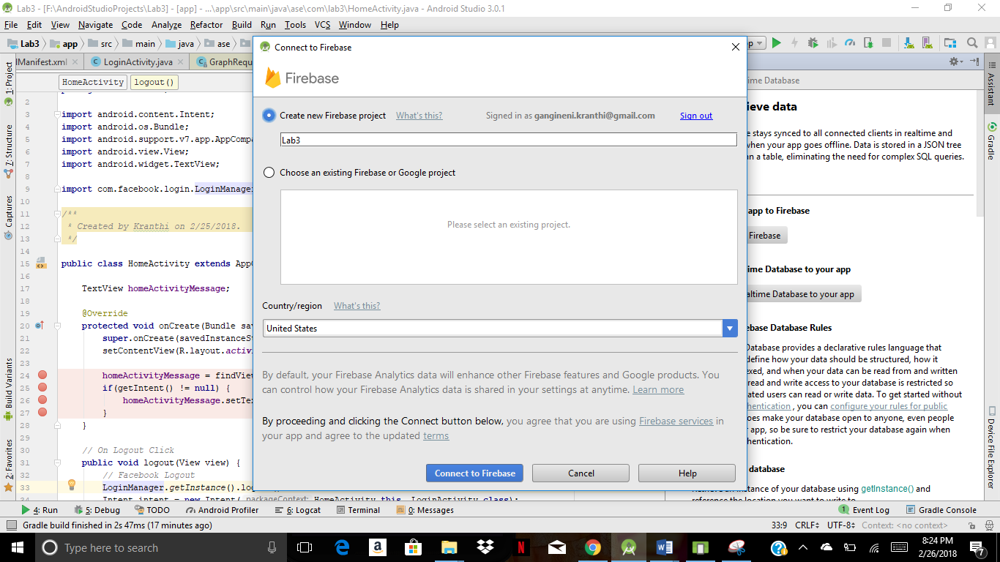 Lab3 - [F:\AndroidStudioProjects\Lab3] - [app] - ...\app\src\main\java\ase\com\lab3\HomeActivity.java - Android Studio 3.0.1
File Edit View Navigate Code Analyze Refactor Build Run Tools VCS Window Help
Lab3 app src main java ase
Manifest.xml LoginActivity.java GraphRequ
HomeActivity logout()
Connect to Firebase
Firebase
Create new Firebase project What's this? Signed in as gangineni.kranthi@gmail.com Sign out
Lab3
Choose an existing Firebase or Google project
Please select an existing project.
Country/region What's this?
United States
By default, your Firebase Analytics data will enhance other Firebase features and Google products. You
can control how your Firebase Analytics data is shared in your settings at anytime. Learn more
By proceeding and clicking the Connect button below, you agree that you are using Firebase services in
your app and agree to the updated terms
Connect to Firebase Cancel Help
1: Project
7: Structure
Captures
Build Variants
2: Favorites
2
3 import android.content.Intent;
4 import android.os.Bundle;
5 import android.support.v7.app.AppCompa
6 import android.view.View;
7 import android.widget.TextView;
8
9 import com.facebook.login.LoginManager
10
11 /**
12 * Created by Kranthi on 2/25/2018.
13 */
14
15 public class HomeActivity extends AppC
16
17 TextView homeActivityMessage;
18
19 @Override
20 protected void onCreate(Bundle sav
21 super.onCreate(savedInstanceSt
22 setContentView(R.layout.activi
23
24 homeActivityMessage = findView
25 if(getIntent() != null) {
26 homeActivityMessage.setTex
27 }
28 }
29
30 // On Logout Click
31 public void logout(View view) {
32 // Facebook Logout
33 LoginManager.getInstance().lo
34 Intent intent = new Intent( packageContext: HomeActivity.this, LoginActivity.class);
me Database
ieve data
e stays synced to all connected clients in realtime and
when your app goes offline. Data is stored in a JSON tree
n a table, eliminating the need for complex SQL queries.
app to Firebase
Firebase
ime Database to your app
altime Database to your app
ebase Database Rules
Database provides a declarative rules language that
define how your data should be structured, how it
exed, and when your data can be read from and written
read and write access to your database is restricted so
ated users can read or write data. To get started without
hentication , you can configure your rules for public
oes make your database open to anyone, even people
r app, so be sure to restrict your database again when
hentication.
database
instance of your database using getInstance() and
reference the location you want to write to
Assistant
Gradle
Device File Explorer
4: Run 5: Debug TODO Android Profiler 6: Logcat Terminal 0: Messages 1 Event Log Gradle Console
Gradle build finished in 2s 47ms (17 minutes ago) 33:9 CRLF UTF-8 Context: <no context>
Type here to search 8:24 PM
2/26/2018 7